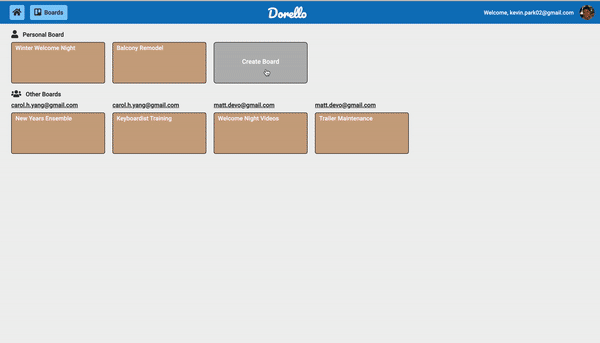 Boards
Dorello
Welcome, kevin.park02@gmail.com
Personal Board
Winter Welcome Night
Balcony Remodel
Create Board
Other Boards
carol.h.yang@gmail.com
carol.h.yang@gmail.com
matt.devo@gmail.com
matt.devo@gmail.com
New Years Ensemble
Keyboardist Training
Welcome Night Videos
Trailer Maintenance